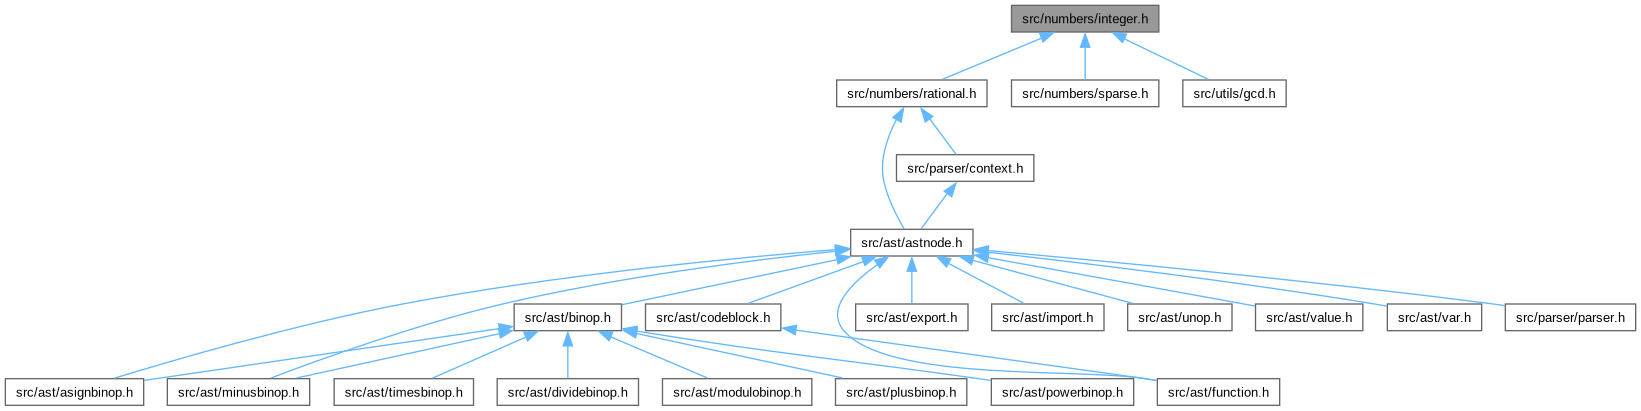 src/numbers/integer.h
src/numbers/rational.h
src/numbers/sparse.h
src/utils/gcd.h
src/parser/context.h
src/ast/astnode.h
src/ast/binop.h
src/ast/codeblock.h
src/ast/export.h
src/ast/import.h
src/ast/unop.h
src/ast/value.h
src/ast/var.h
src/parser/parser.h
src/ast/asignbinop.h
src/ast/minusbinop.h
src/ast/timesbinop.h
src/ast/dividebinop.h
src/ast/modulobinop.h
src/ast/plusbinop.h
src/ast/powerbinop.h
src/ast/function.h